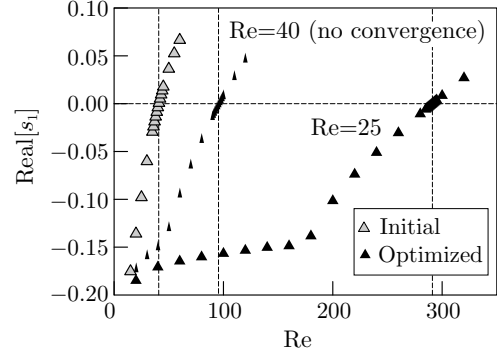 0.10
0.05
0.00
−0.05
−0.10
−0.15
−0.20
Real[s₁]
Re=40 (no convergence)
Re=25
Initial
Optimized
0 100 200 300
Re